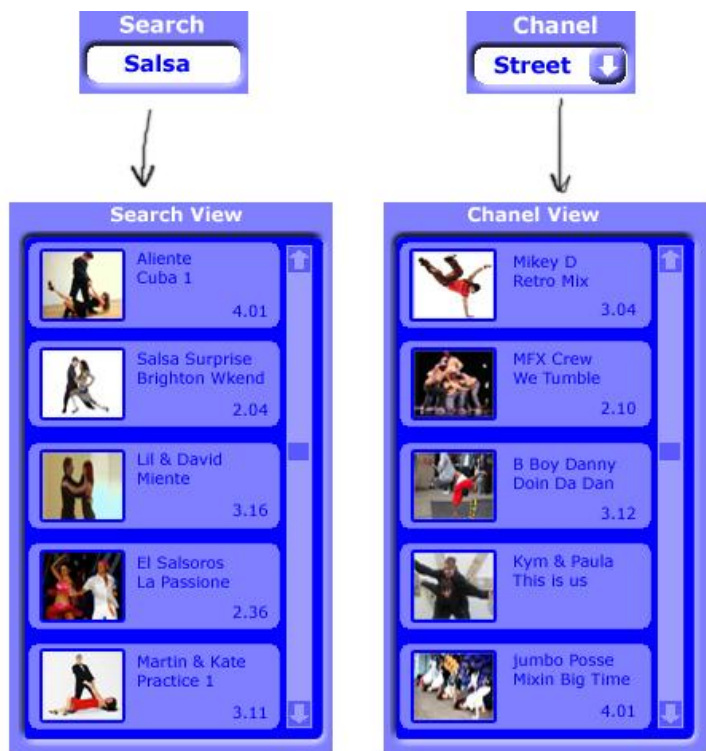 Search
Salsa
Chanel
Street
Search View
Aliente
Cuba 1
4.01
Salsa Surprise
Brighton Wkend
2.04
Lil & David
Miente
3.16
El Salsoros
La Passione
2.36
Martin & Kate
Practice 1
3.11
Chanel View
Mikey D
Retro Mix
3.04
MFX Crew
We Tumble
2.10
B Boy Danny
Doin Da Dan
3.12
Kym & Paula
This is us
jumbo Posse
Mixin Big Time
4.01